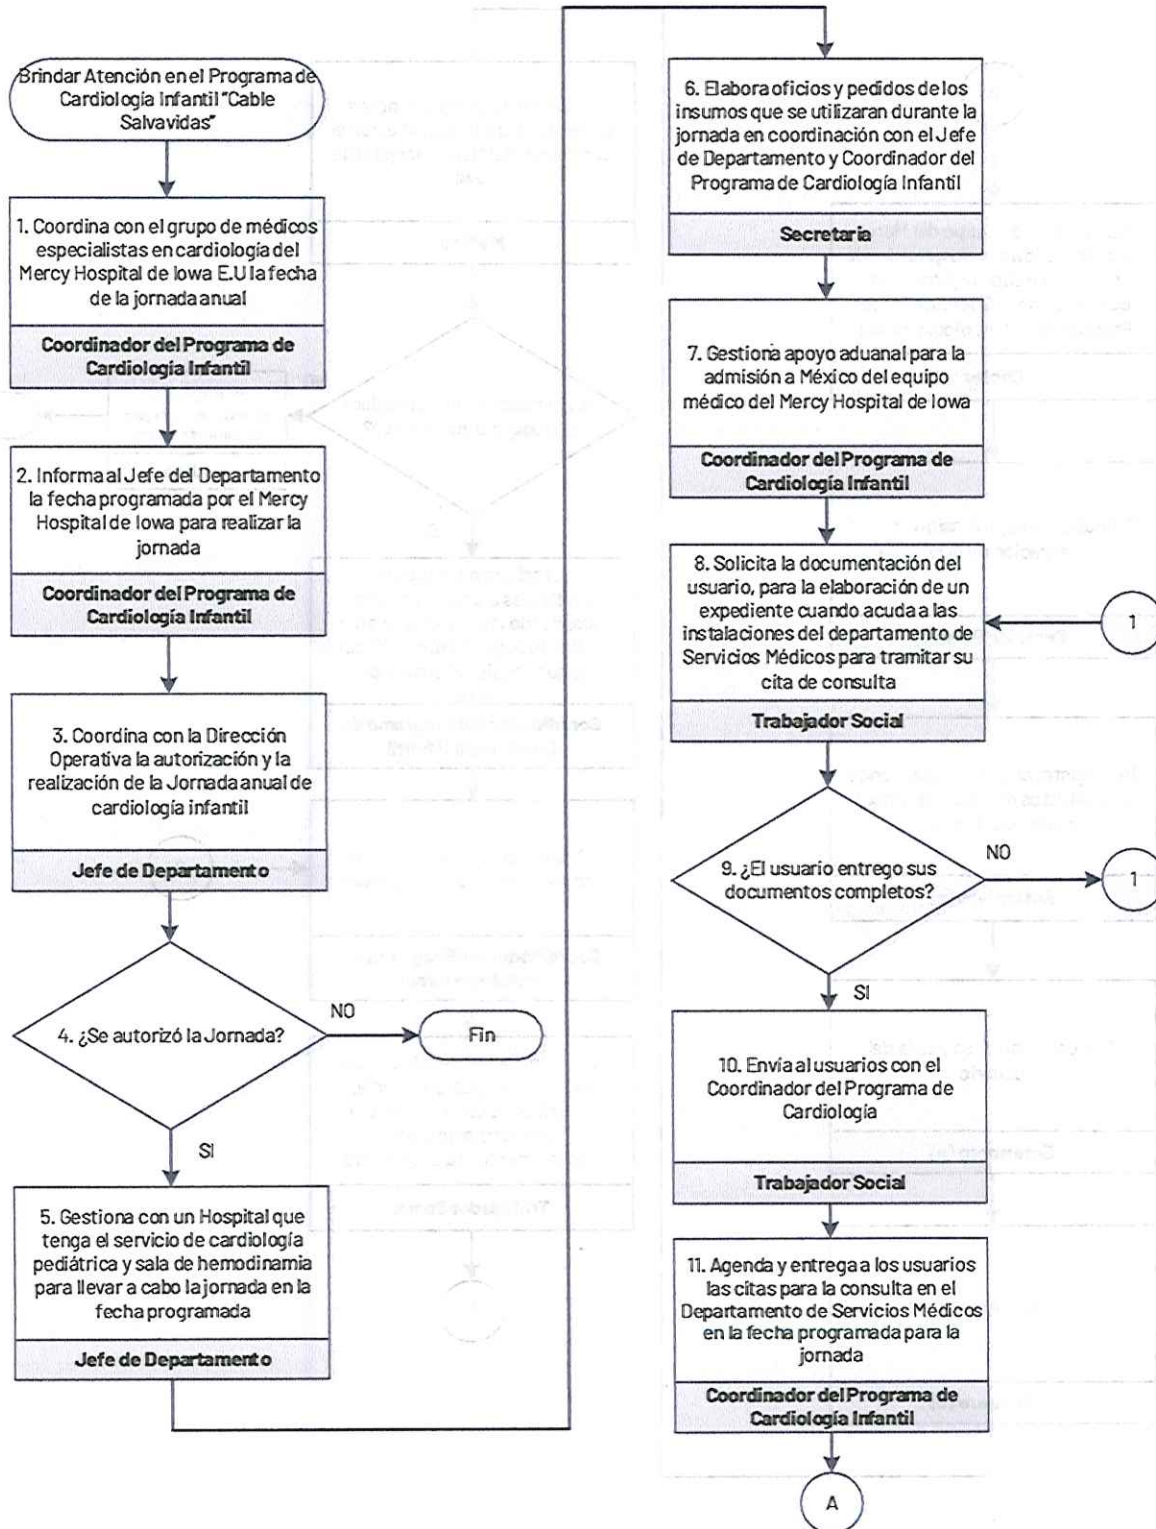 Brindar Atención en el Programa de
Cardiología Infantil "Cable
Salvavidas"
1. Coordina con el grupo de médicos
especialistas en cardiología del
Mercy Hospital de Iowa E.U la fecha
de la jornada anual
Coordinador del Programa de
Cardiología Infantil
2. Informa al Jefe del Departamento
la fecha programada por el Mercy
Hospital de Iowa para realizar la
jornada
Coordinador del Programa de
Cardiología Infantil
3. Coordina con la Dirección
Operativa la autorización y la
realización de la Jornada anual de
cardiología infantil
Jefe de Departamento
4. ¿Se autorizó la Jornada?
NO
Fin
SI
5. Gestiona con un Hospital que
tenga el servicio de cardiología
pediátrica y sala de hemodinamia
para llevar a cabo la jornada en la
fecha programada
Jefe de Departamento
6. Elabora oficios y pedidos de los
insumos que se utilizaran durante la
jornada en coordinación con el Jefe
de Departamento y Coordinador del
Programa de Cardiología Infantil
Secretaria
7. Gestiona apoyo aduanal para la
admisión a México del equipo
médico del Mercy Hospital de Iowa
Coordinador del Programa de
Cardiología Infantil
8. Solicita la documentación del
usuario, para la elaboración de un
expediente cuando acuda a las
instalaciones del departamento de
Servicios Médicos para tramitar su
cita de consulta
Trabajador Social
1
9. ¿El usuario entrego sus
documentos completos?
NO
1
SI
10. Envía al usuarios con el
Coordinador del Programa de
Cardiología
Trabajador Social
11. Agenda y entrega a los usuarios
las citas para la consulta en el
Departamento de Servicios Médicos
en la fecha programada para la
jornada
Coordinador del Programa de
Cardiología Infantil
A